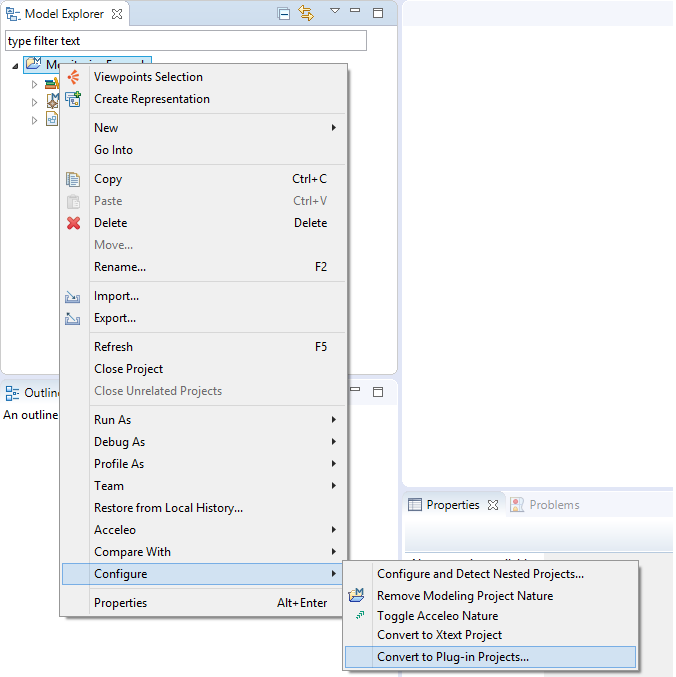 Model Explorer
type filter text
Viewpoints Selection
Create Representation
New
Go Into
Copy Ctrl+C
Paste Ctrl+V
Delete Delete
Move...
Rename... F2
Import...
Export...
Refresh F5
Close Project
Close Unrelated Projects
Outline
An outline
Run As
Debug As
Profile As
Team
Restore from Local History...
Acceleo
Compare With
Configure
Properties Alt+Enter
Properties
Problems
Configure and Detect Nested Projects...
Remove Modeling Project Nature
Toggle Acceleo Nature
Convert to Xtext Project
Convert to Plug-in Projects...